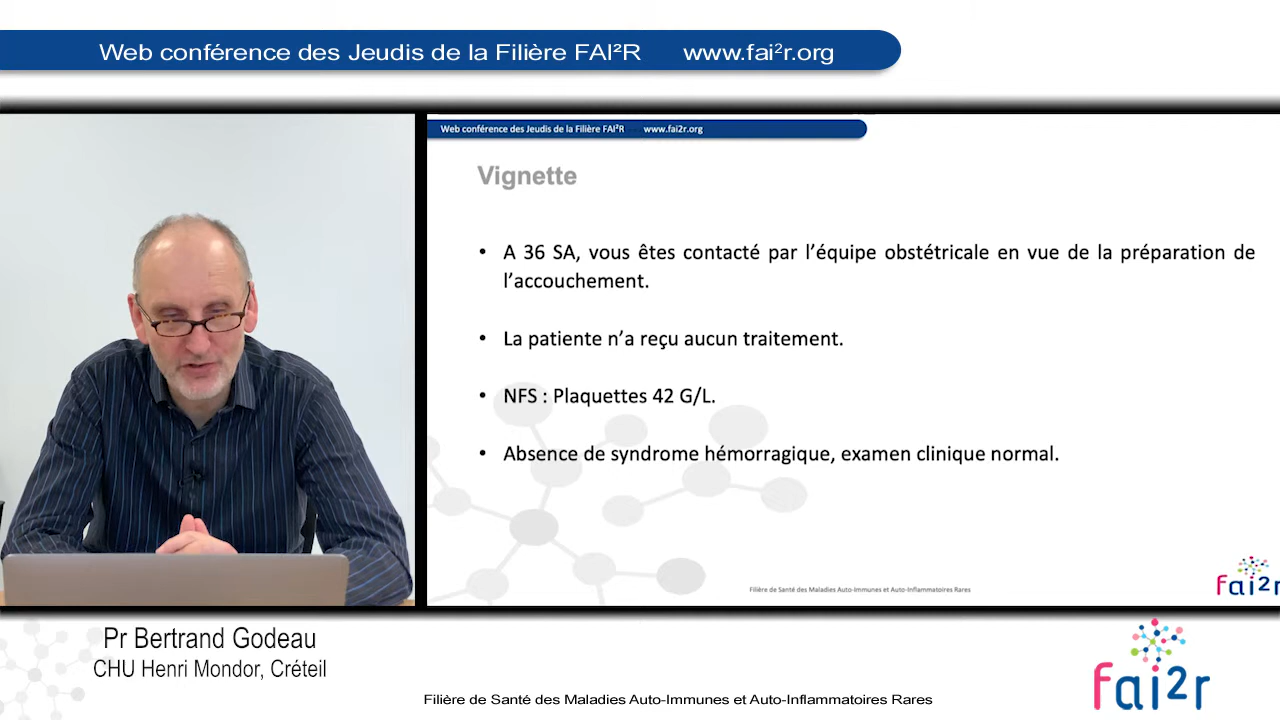 Web conférence des Jeudis de la Filière FAI²R www.fai²r.org
Web conférence des Jeudis de la Filière FAI²R www.fai2r.org
Vignette
• A 36 SA, vous êtes contacté par l'équipe obstétricale en vue de la préparation de
l'accouchement.
• La patiente n'a reçu aucun traitement.
• NFS : Plaquettes 42 G/L.
• Absence de syndrome hémorragique, examen clinique normal.
Filière de Santé des Maladies Auto-Immunes et Auto-Inflammatoires Rares
fai2r
Pr Bertrand Godeau
CHU Henri Mondor, Créteil
fai2r
Filière de Santé des Maladies Auto-Immunes et Auto-Inflammatoires Rares